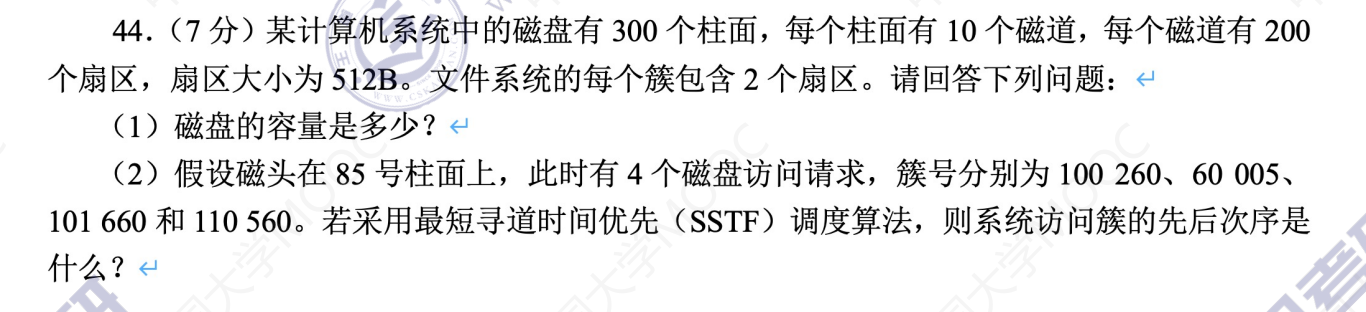 44.（7 分）某计算机系统中的磁盘有 300 个柱面，每个柱面有 10 个磁道，每个磁道有 200
个扇区，扇区大小为 512B。文件系统的每个簇包含 2 个扇区。请回答下列问题：↵
（1）磁盘的容量是多少？↵
（2）假设磁头在 85 号柱面上，此时有 4 个磁盘访问请求，簇号分别为 100 260、60 005、
101 660 和 110 560。若采用最短寻道时间优先（SSTF）调度算法，则系统访问簇的先后次序是
什么？↵